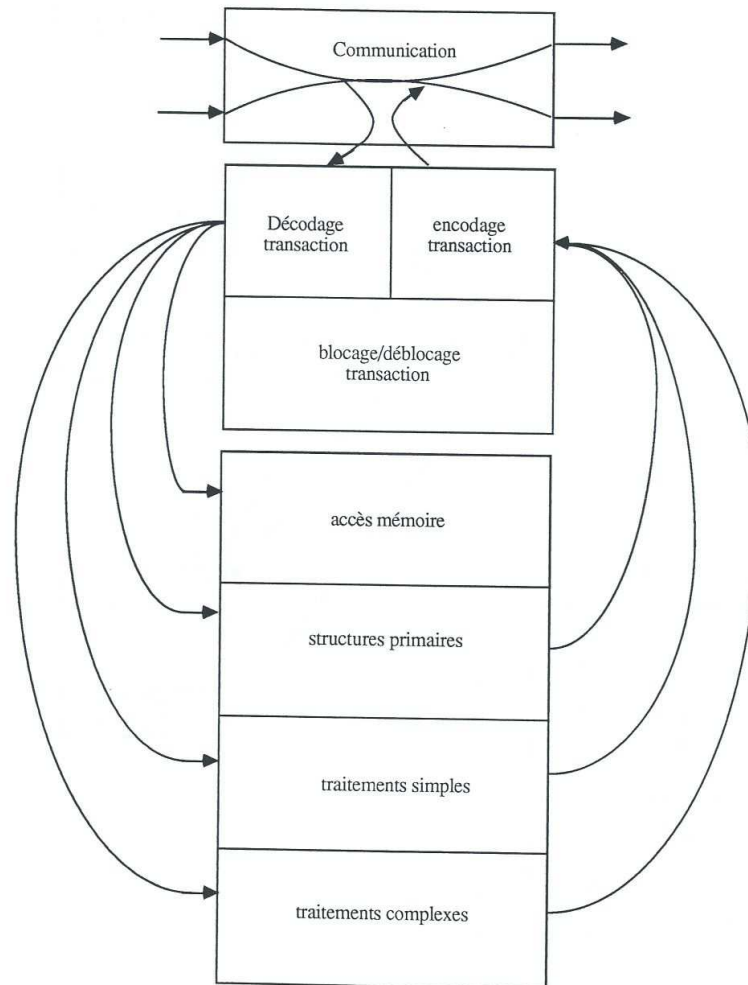 Communication
Décodage
transaction
encodage
transaction
blocage/déblocage
transaction
accès mémoire
structures primaires
traitements simples
traitements complexes